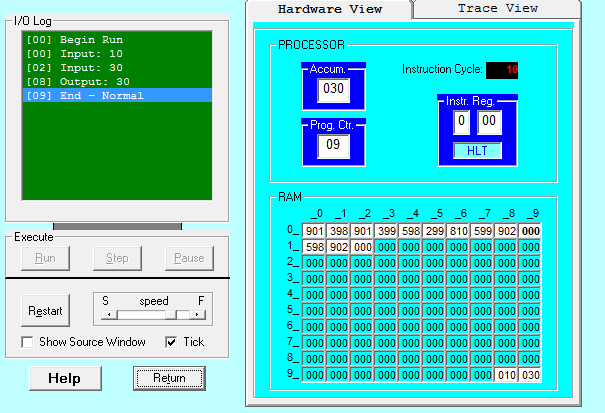 Hardware View
Trace View
I/O Log
[00] Begin Run
[00] Input: 10
[02] Input: 30
[08] Output: 30
[09] End - Normal
PROCESSOR
Accum.
030
Instruction Cycle: 10
Prog. Ctr.
09
Instr. Reg.
0 00
HLT
Execute
Run Step Pause
Restart
S speed F
Show Source Window Tick
Help Return
RAM
_0 _1 _2 _3 _4 _5 _6 _7 _8 _9
0_ 901 398 901 399 598 299 810 599 902 000
1_ 598 902 000 000 000 000 000 000 000 000
2_ 000 000 000 000 000 000 000 000 000 000
3_ 000 000 000 000 000 000 000 000 000 000
4_ 000 000 000 000 000 000 000 000 000 000
5_ 000 000 000 000 000 000 000 000 000 000
6_ 000 000 000 000 000 000 000 000 000 000
7_ 000 000 000 000 000 000 000 000 000 000
8_ 000 000 000 000 000 000 000 000 000 000
9_ 000 000 000 000 000 000 000 000 010 030